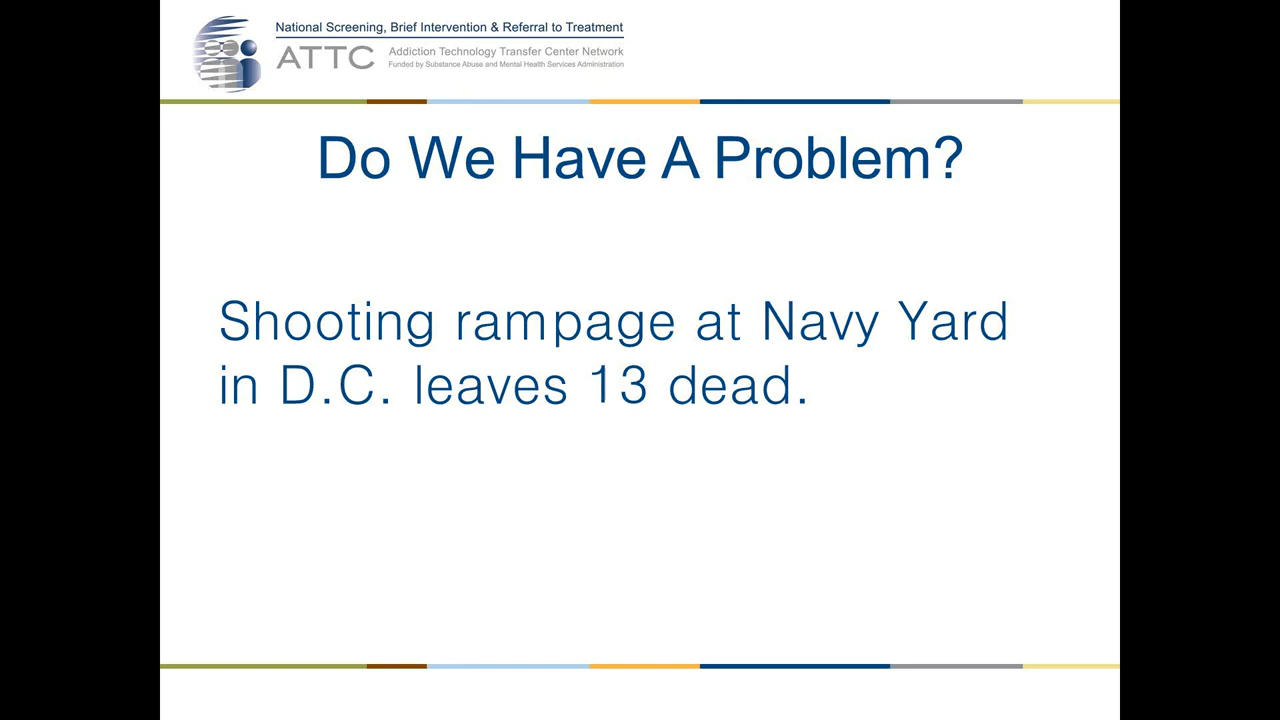 National Screening, Brief Intervention & Referral to Treatment
ATTC Addiction Technology Transfer Center Network
Funded by Substance Abuse and Mental Health Services Administration
Do We Have A Problem?
Shooting rampage at Navy Yard
in D.C. leaves 13 dead.